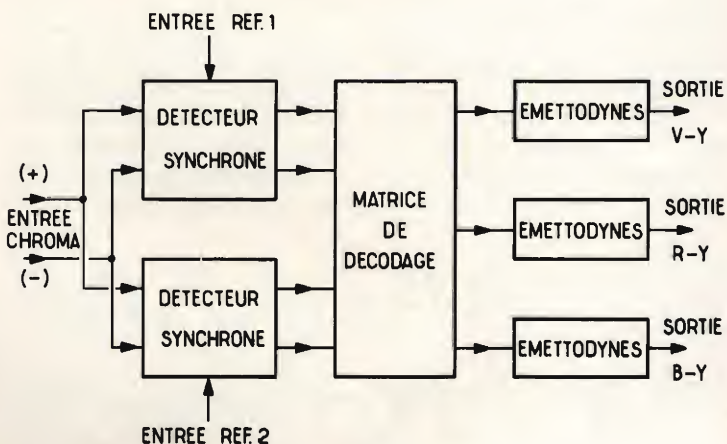 ENTREE REF. 1
DETECTEUR
SYNCHRONE
(+)
ENTREE
CHROMA
(-)
DETECTEUR
SYNCHRONE
ENTREE REF. 2
MATRICE
DE
DECODAGE
EMETTODYNES
SORTIE
V-Y
EMETTODYNES
SORTIE
R-Y
EMETTODYNES
SORTIE
B-Y